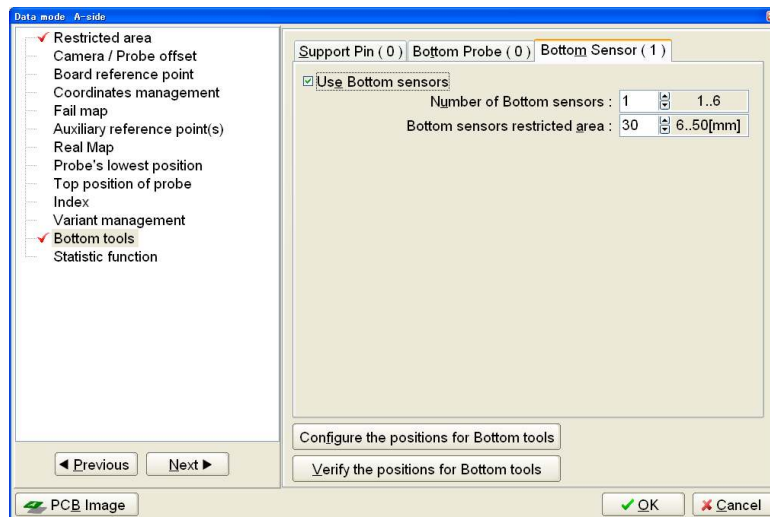 Data mode A-side
Restricted area
Camera / Probe offset
Board reference point
Coordinates management
Fail map
Auxiliary reference point(s)
Real Map
Probe's lowest position
Top position of probe
Index
Variant management
Bottom tools
Statistic function
Previous Next
Support Pin ( 0 ) Bottom Probe ( 0 ) Bottom Sensor ( 1 )
Use Bottom sensors
Number of Bottom sensors : 1 1..6
Bottom sensors restricted area : 30 6..50[mm]
Configure the positions for Bottom tools
Verify the positions for Bottom tools
PCB Image OK Cancel